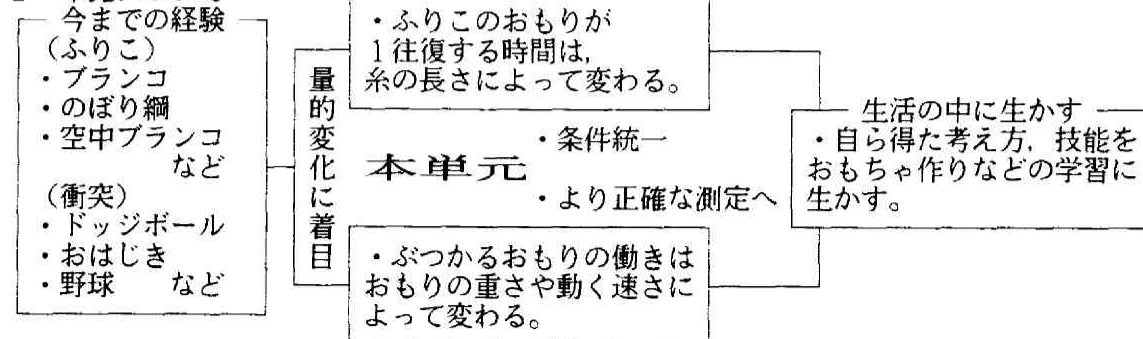 今までの経験
(ふりこ)
・ブランコ
・のぼり綱
・空中ブランコ
など
(衝突)
・ドッジボール
・おはじき
・野球　など
量的変化に着目
・ふりこのおもりが
1往復する時間は,
糸の長さによって変わる。
・条件統一
本単元
・より正確な測定へ
・ぶつかるおもりの働きは
おもりの重さや動く速さに
よって変わる。
生活の中に生かす
・自ら得た考え方,技能を
おもちゃ作りなどの学習に
生かす。